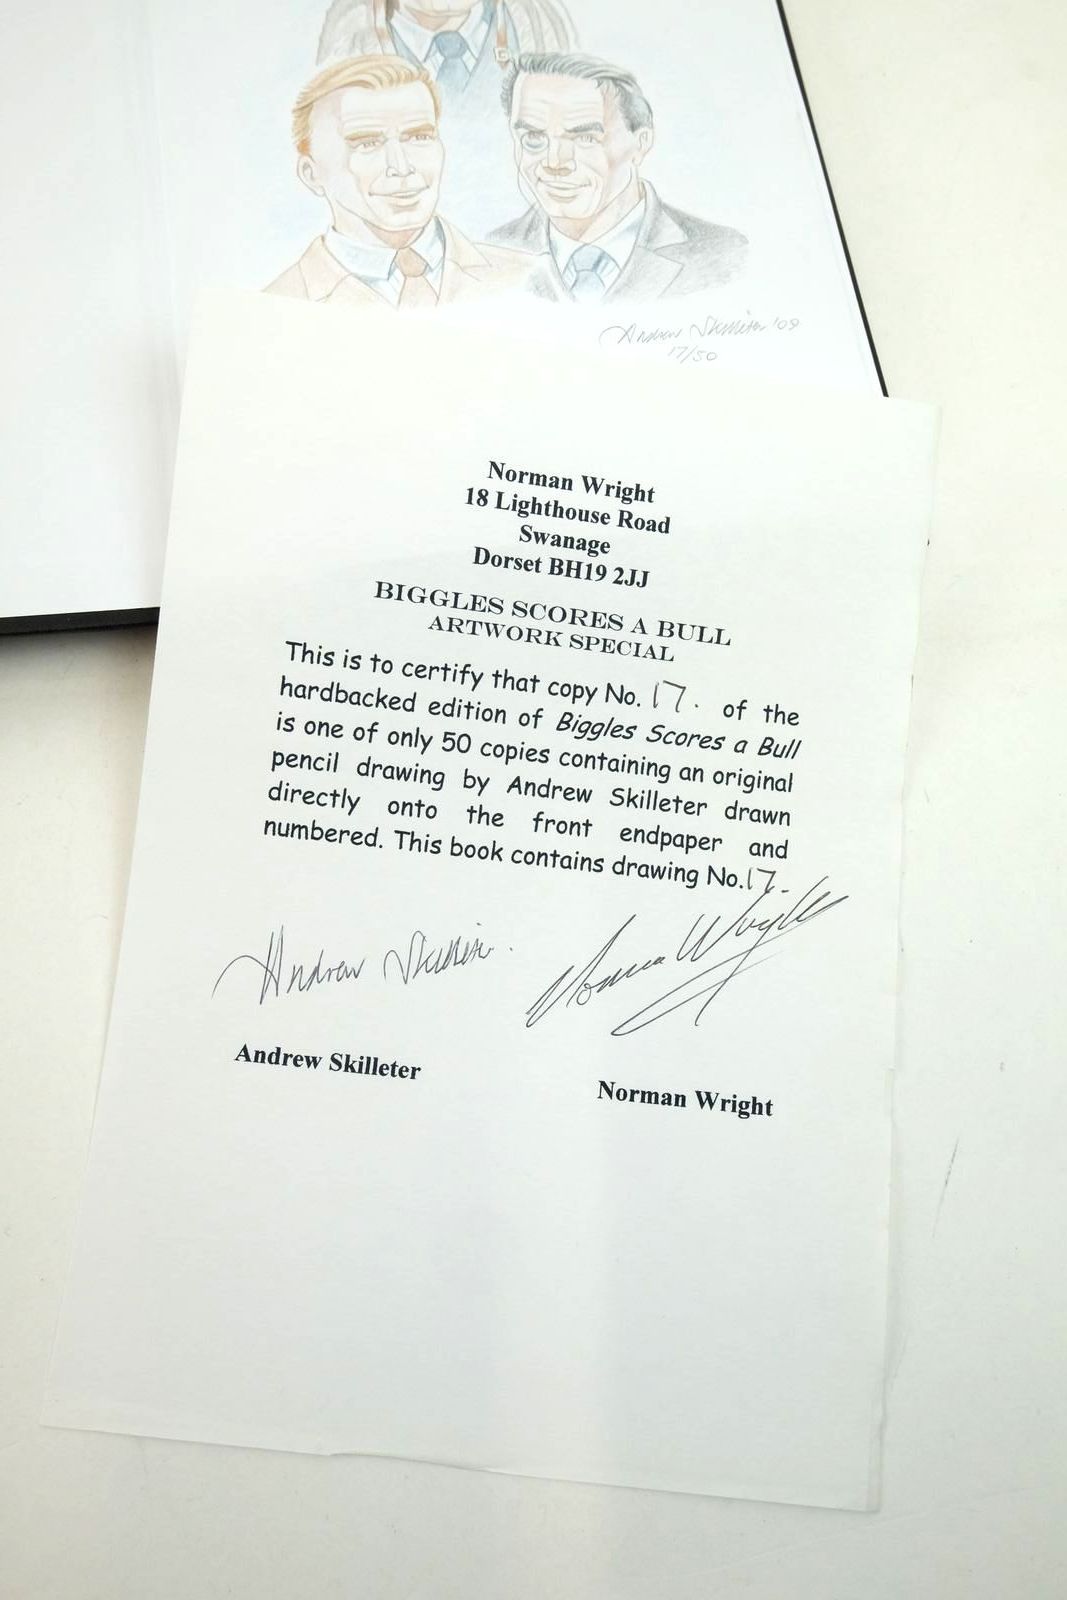 Andrew Skilleter '09
17/50
Norman Wright
18 Lighthouse Road
Swanage
Dorset BH19 2JJ
BIGGLES SCORES A BULL
ARTWORK SPECIAL
This is to certify that copy No. 17. of the
hardbacked edition of Biggles Scores a Bull
is one of only 50 copies containing an original
pencil drawing by Andrew Skilleter drawn
directly onto the front endpaper and
numbered. This book contains drawing No.17.
Andrew Skilleter. Norman Wright
Andrew Skilleter Norman Wright